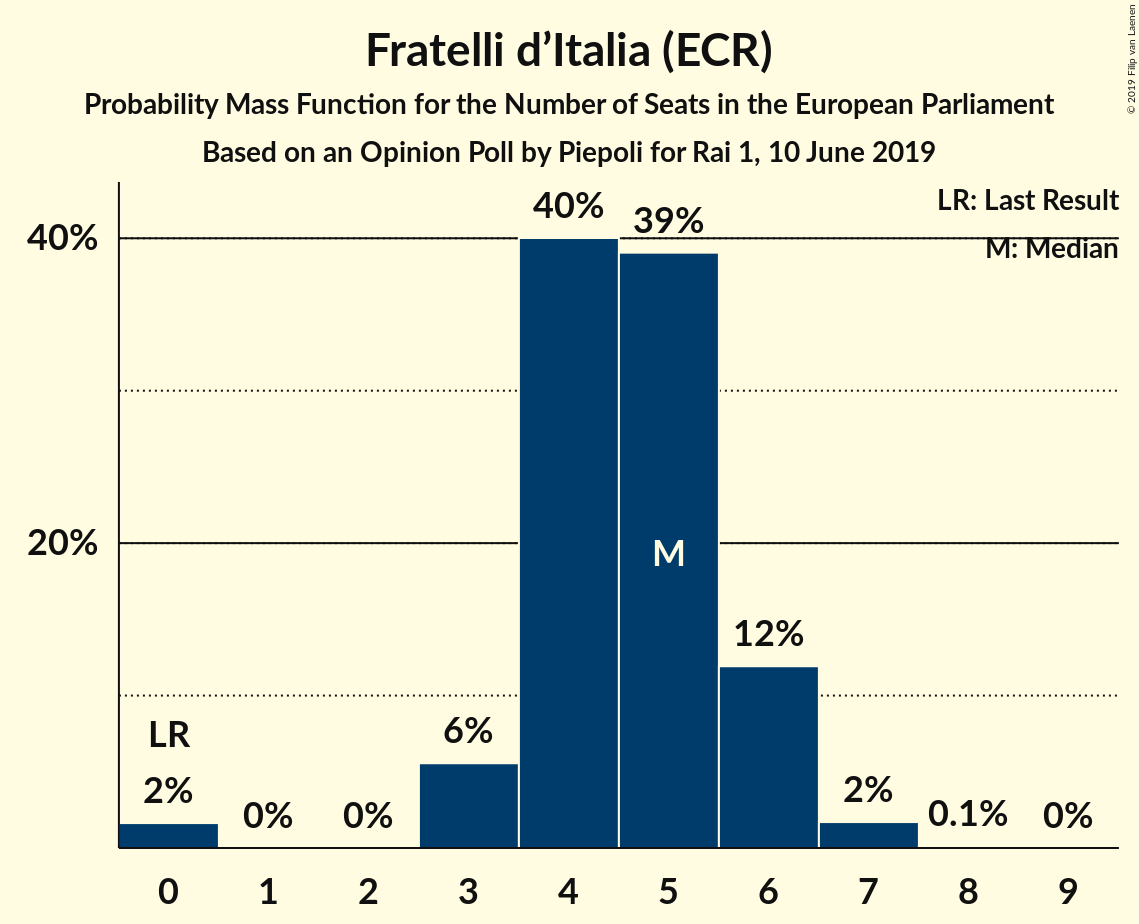 Fratelli d’Italia (ECR)
Probability Mass Function for the Number of Seats in the European Parliament
Based on an Opinion Poll by Piepoli for Rai 1, 10 June 2019
© 2019 Filip van Laenen
LR: Last Result
M: Median
40%
20%
LR
2%
0%
0%
6%
40%
39%
M
12%
2%
0.1%
0%
0 1 2 3 4 5 6 7 8 9